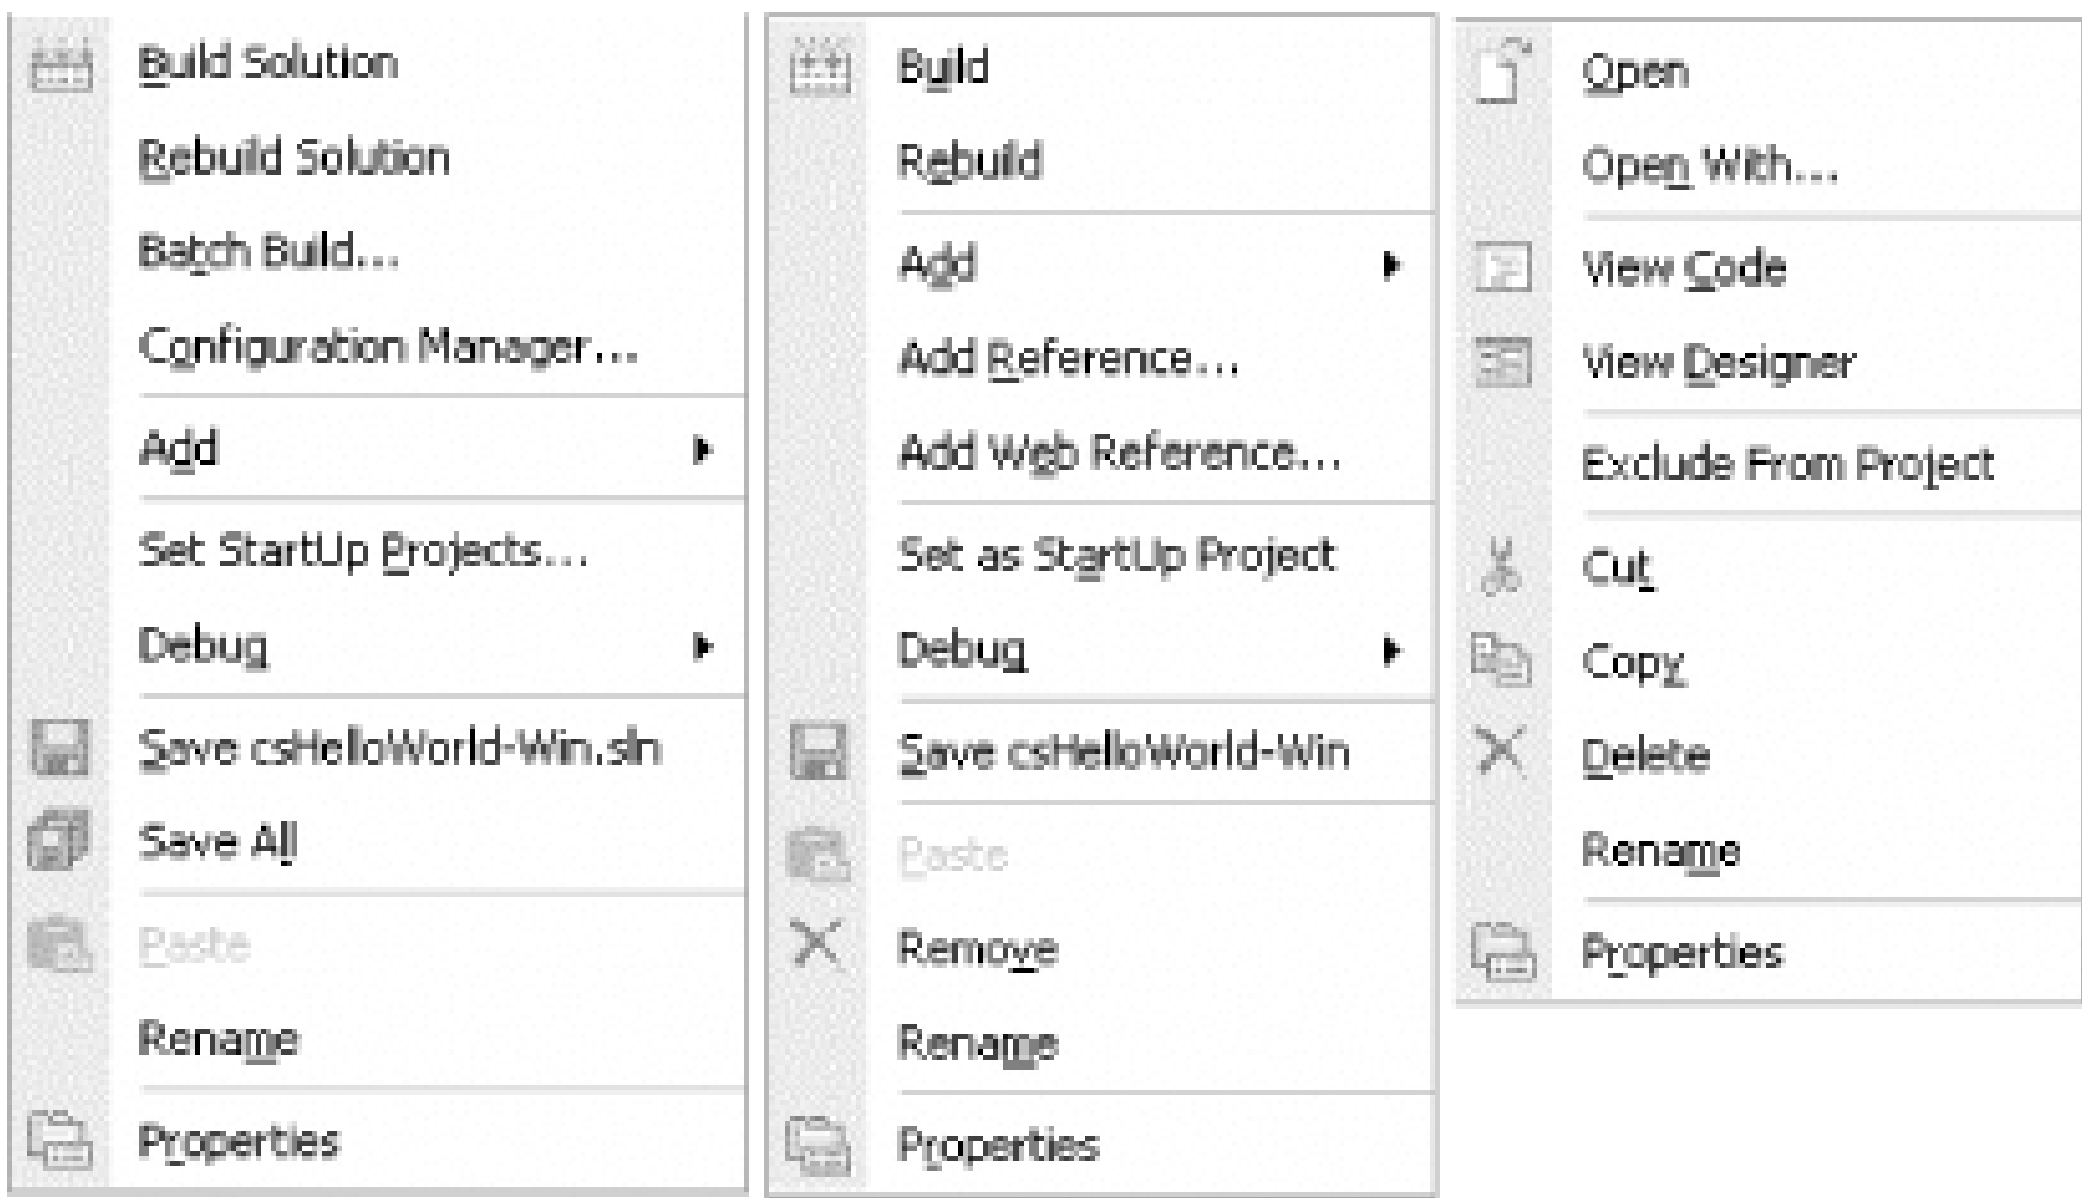 Build Solution
Rebuild Solution
Batch Build...
Configuration Manager...
Add
Set StartUp Projects...
Debug
Save csHelloWorld-Win.sln
Save All
Paste
Rename
Properties
Build
Rebuild
Add
Add Reference...
Add Web Reference...
Set as StartUp Project
Debug
Save csHelloWorld-Win
Paste
Remove
Rename
Properties
Open
Open With...
View Code
View Designer
Exclude From Project
Cut
Copy
Delete
Rename
Properties